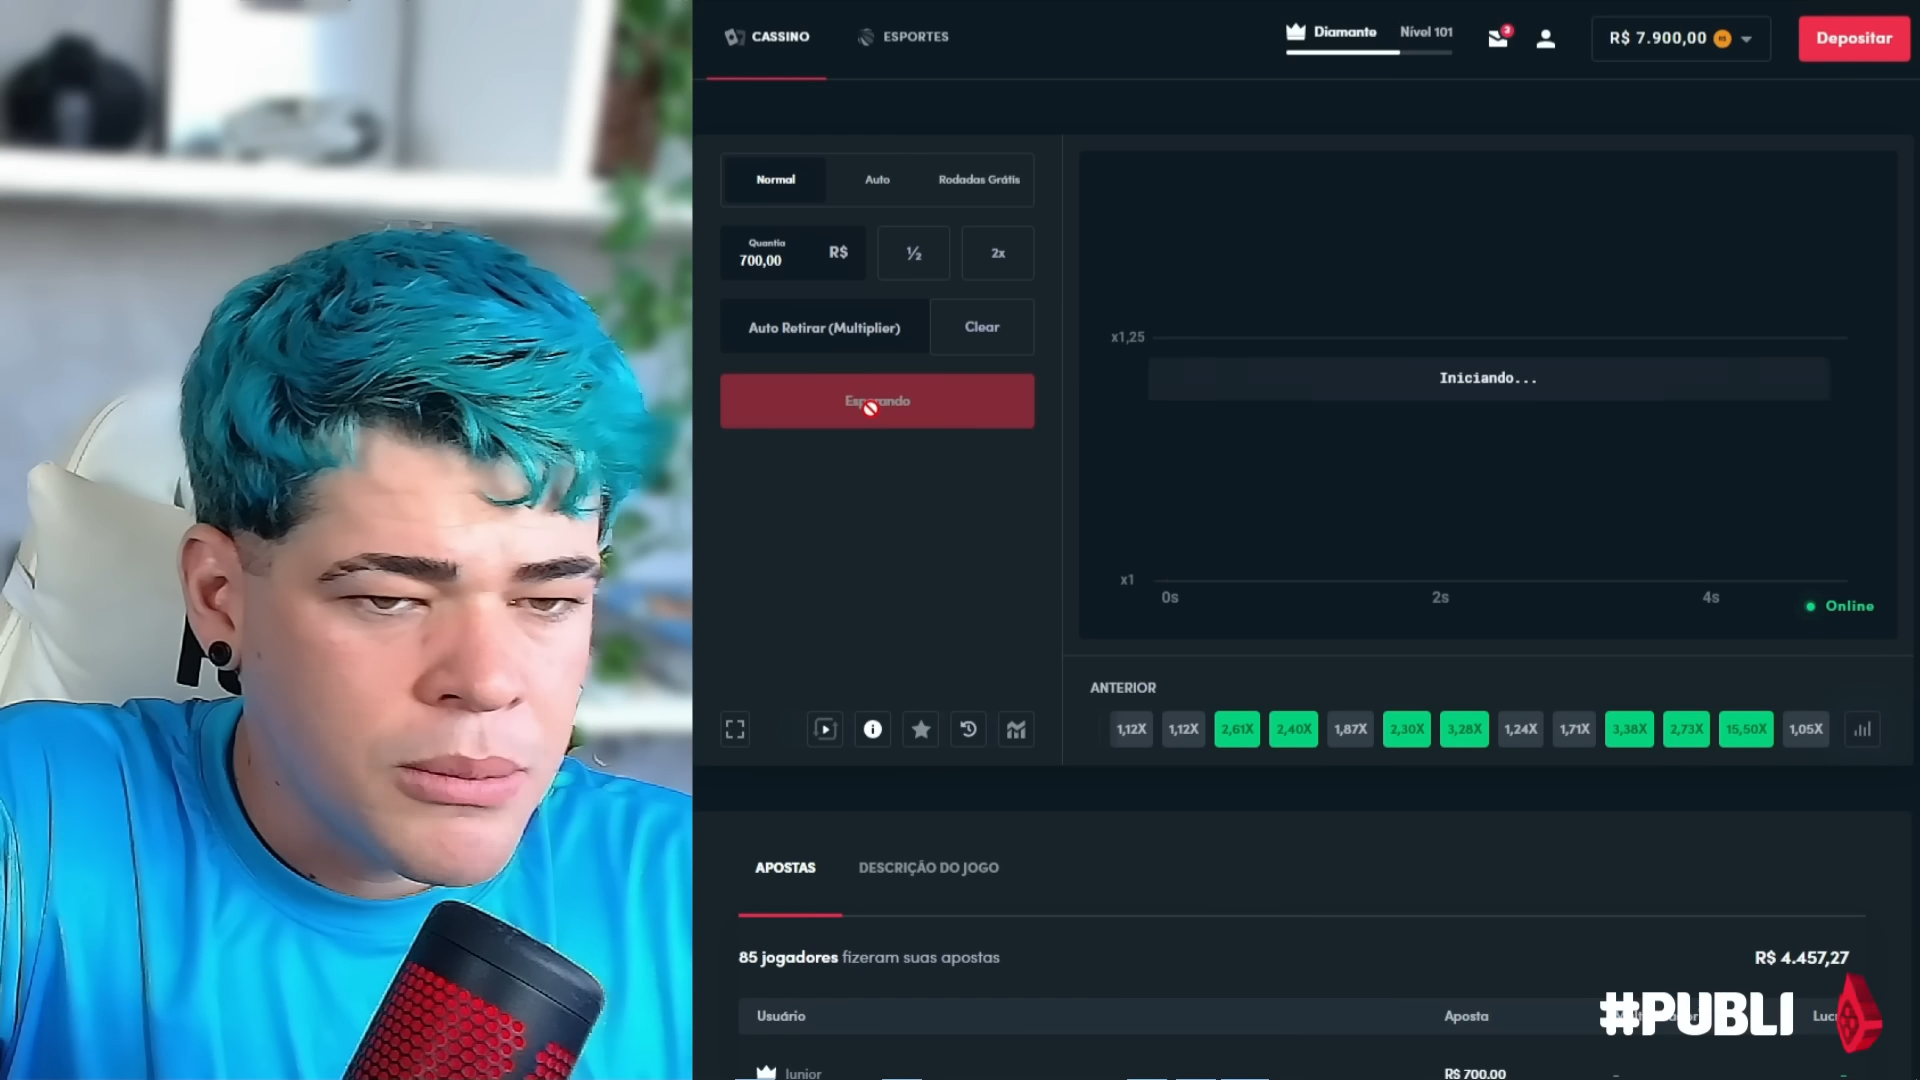 CASSINO
ESPORTES
Diamante
Nível 101
3
R$ 7.900,00
R$
Depositar
Normal
Auto
Rodadas Grátis
Quantia
700,00
R$
½
2x
Auto Retirar (Multiplier)
Clear
Esperando
x1,25
Iniciando...
x1
0s
2s
4s
Online
ANTERIOR
1,12X
1,12X
2,61X
2,40X
1,87X
2,30X
3,28X
1,24X
1,71X
3,38X
2,73X
15,50X
1,05X
APOSTAS
DESCRIÇÃO DO JOGO
85 jogadores fizeram suas apostas
R$ 4.457,27
Usuário
Aposta
#PUBLI
Junior
R$ 700,00